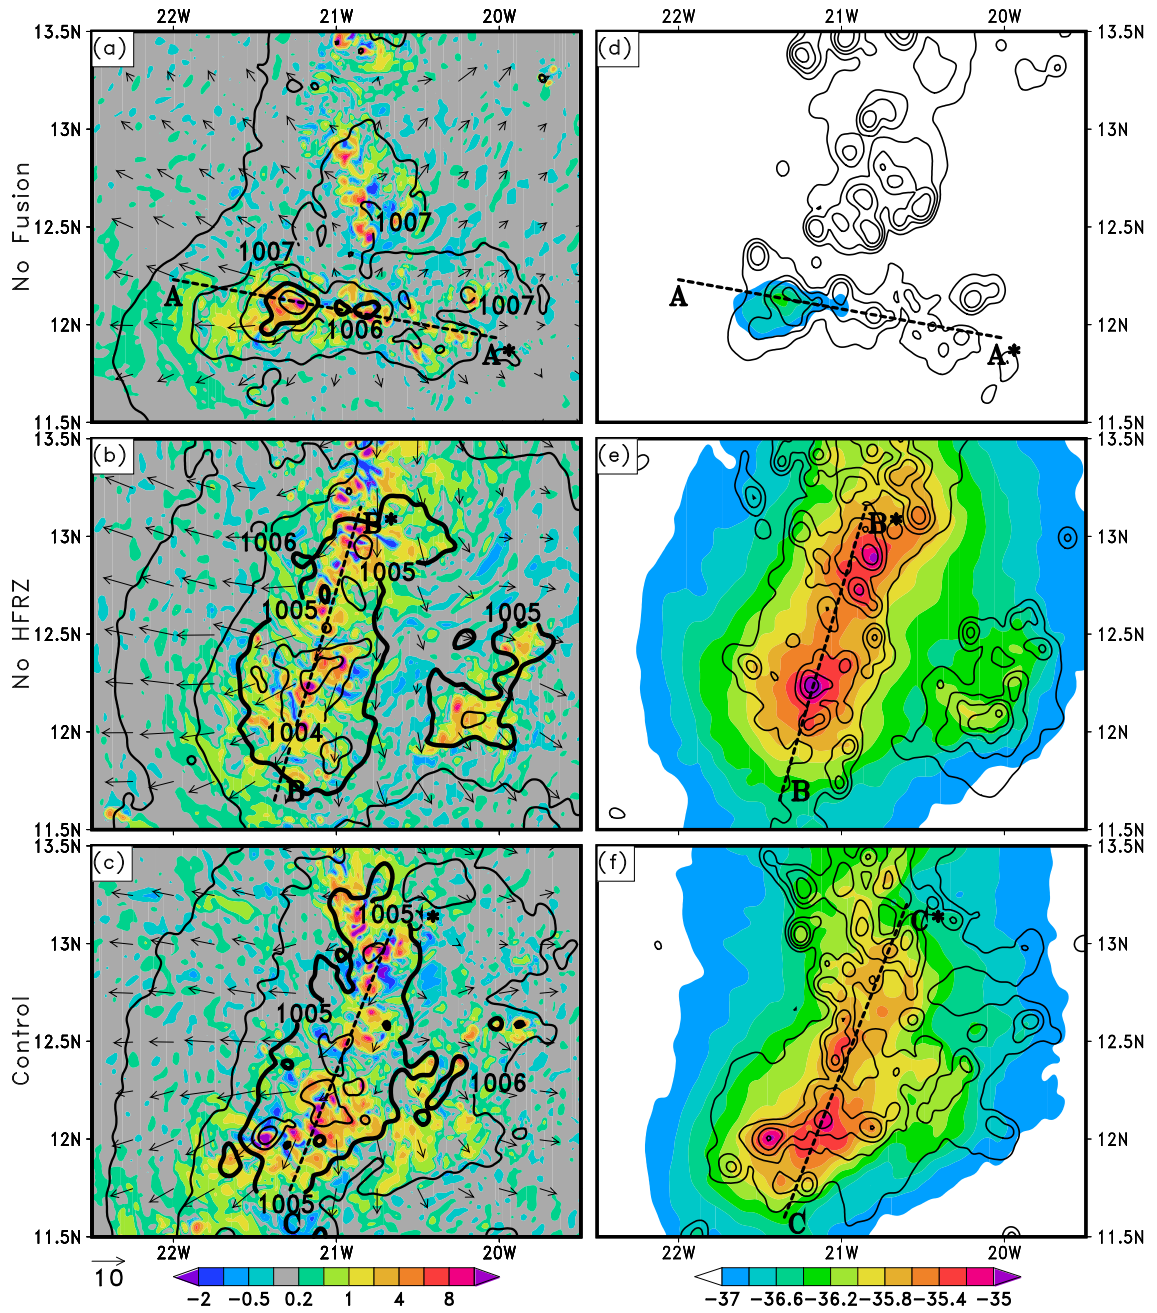 22W 21W 20W 22W 21W 20W
13.5N (a) (d) 13.5N
13N 13N
12.5N 1007 12.5N
1007
A C 1007 A
12N 1006 12N
A* A*
11.5N 11.5N
No Fusion
13.5N (b) (e) 13.5N
B* B*
13N 1006 13N
1005
1005 1005
12.5N 12.5N
12N 1004 12N
B B
11.5N 11.5N
No HFRZ
13.5N (c) (f) 13.5N
1005 * C*
13N 13N
1005
12.5N 12.5N
1006
12N 12N
1005
C C
11.5N 11.5N
Control
22W 21W 20W 22W 21W 20W
10
-2 -0.5 0.2 1 4 8
-37 -36.6 -36.2 -35.8 -35.4 -35